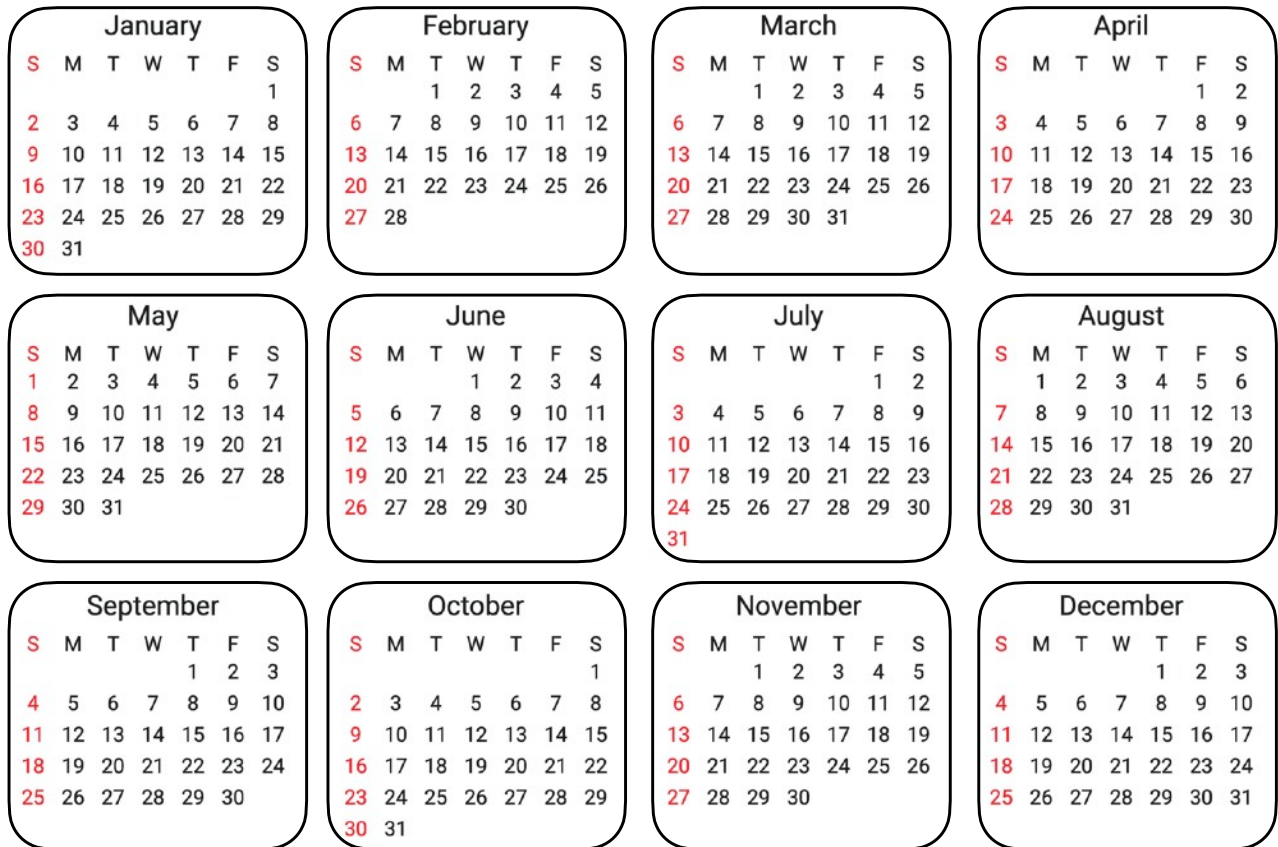 January
S M T W T F S
1
2 3 4 5 6 7 8
9 10 11 12 13 14 15
16 17 18 19 20 21 22
23 24 25 26 27 28 29
30 31
February
S M T W T F S
1 2 3 4 5
6 7 8 9 10 11 12
13 14 15 16 17 18 19
20 21 22 23 24 25 26
27 28
March
S M T W T F S
1 2 3 4 5
6 7 8 9 10 11 12
13 14 15 16 17 18 19
20 21 22 23 24 25 26
27 28 29 30 31
April
S M T W T F S
1 2
3 4 5 6 7 8 9
10 11 12 13 14 15 16
17 18 19 20 21 22 23
24 25 26 27 28 29 30
May
S M T W T F S
1 2 3 4 5 6 7
8 9 10 11 12 13 14
15 16 17 18 19 20 21
22 23 24 25 26 27 28
29 30 31
June
S M T W T F S
1 2 3 4
5 6 7 8 9 10 11
12 13 14 15 16 17 18
19 20 21 22 23 24 25
26 27 28 29 30
July
S M T W T F S
1 2
3 4 5 6 7 8 9
10 11 12 13 14 15 16
17 18 19 20 21 22 23
24 25 26 27 28 29 30
31
August
S M T W T F S
1 2 3 4 5 6
7 8 9 10 11 12 13
14 15 16 17 18 19 20
21 22 23 24 25 26 27
28 29 30 31
September
S M T W T F S
1 2 3
4 5 6 7 8 9 10
11 12 13 14 15 16 17
18 19 20 21 22 23 24
25 26 27 28 29 30
October
S M T W T F S
1
2 3 4 5 6 7 8
9 10 11 12 13 14 15
16 17 18 19 20 21 22
23 24 25 26 27 28 29
30 31
November
S M T W T F S
1 2 3 4 5
6 7 8 9 10 11 12
13 14 15 16 17 18 19
20 21 22 23 24 25 26
27 28 29 30
December
S M T W T F S
1 2 3
4 5 6 7 8 9 10
11 12 13 14 15 16 17
18 19 20 21 22 23 24
25 26 27 28 29 30 31